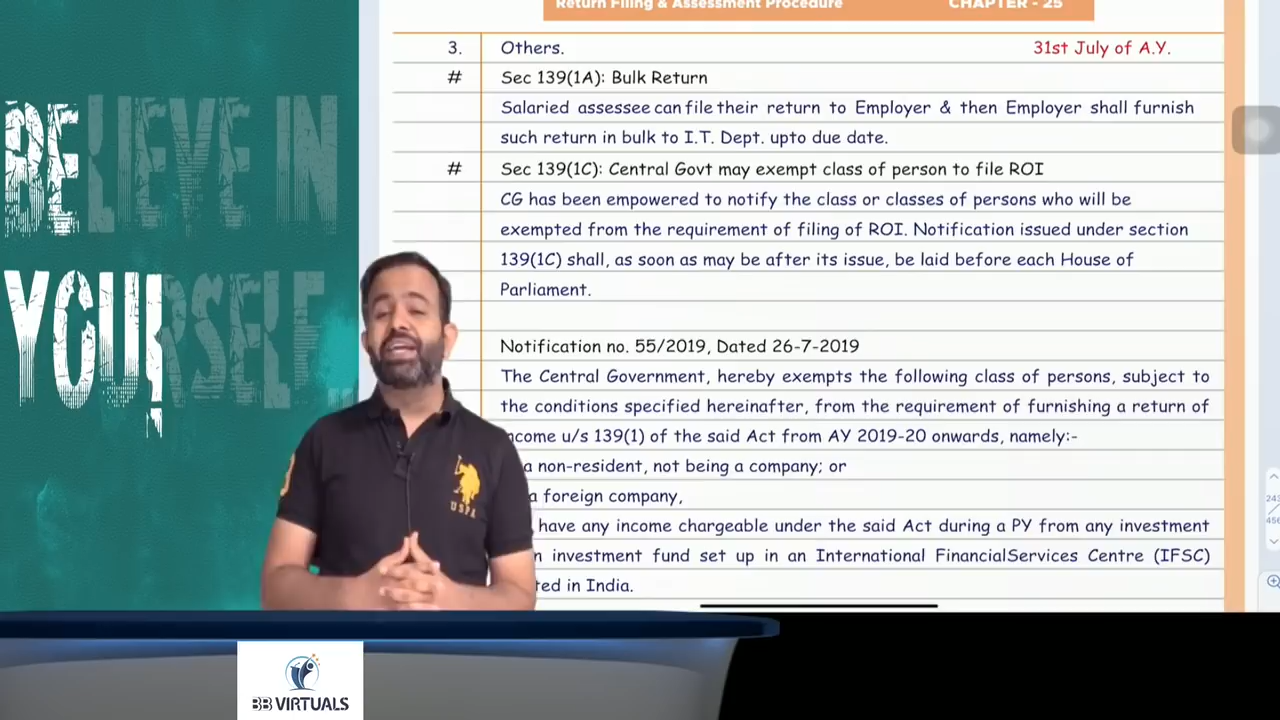 BELIEVE IN
YOURSELF
Return Filing & Assessment Procedure CHAPTER - 25
3. Others. 31st July of A.Y.
# Sec 139(1A): Bulk Return
Salaried assessee can file their return to Employer & then Employer shall furnish
such return in bulk to I.T. Dept. upto due date.
# Sec 139(1C): Central Govt may exempt class of person to file ROI
CG has been empowered to notify the class or classes of persons who will be
exempted from the requirement of filing of ROI. Notification issued under section
139(1C) shall, as soon as may be after its issue, be laid before each House of
Parliament.
Notification no. 55/2019, Dated 26-7-2019
The Central Government, hereby exempts the following class of persons, subject to
the conditions specified hereinafter, from the requirement of furnishing a return of
income u/s 139(1) of the said Act from AY 2019-20 onwards, namely:-
a non-resident, not being a company; or
a foreign company,
have any income chargeable under the said Act during a PY from any investment
investment fund set up in an International FinancialServices Centre (IFSC)
in India.
243
456
USPA
BB VIRTUALS